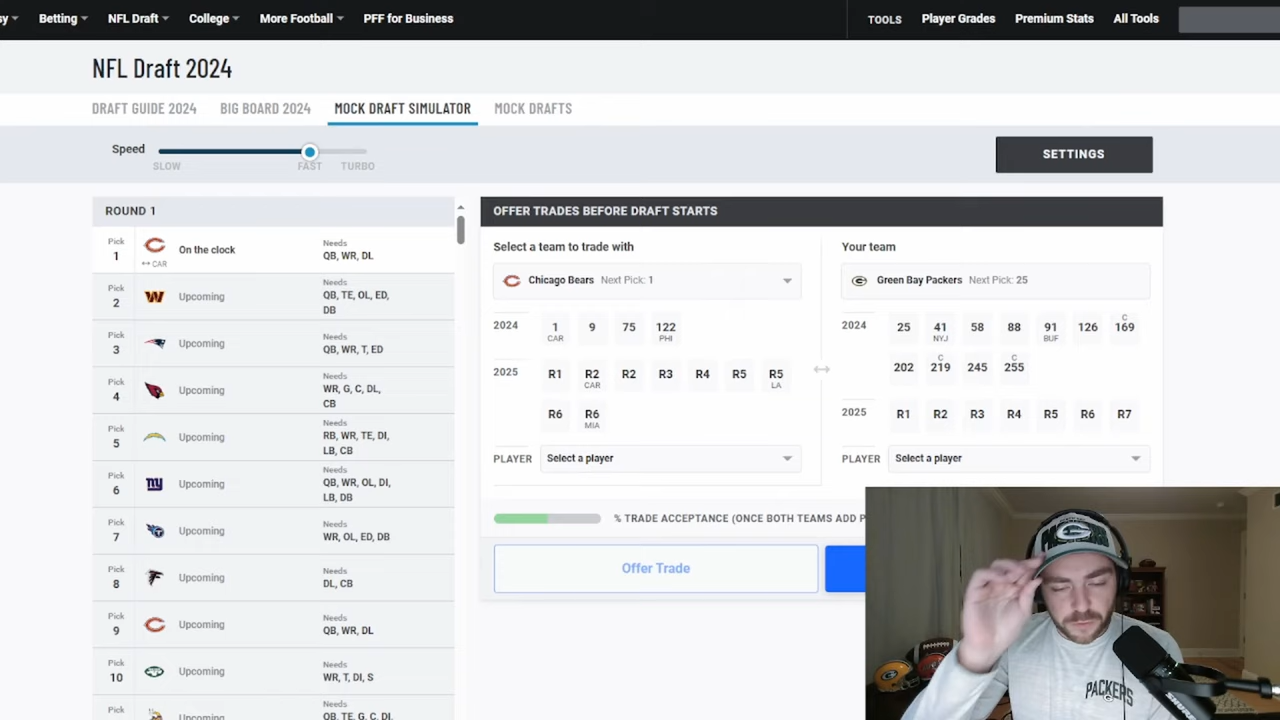 sy Betting NFL Draft College More Football PFF for Business TOOLS Player Grades Premium Stats All Tools
NFL Draft 2024
DRAFT GUIDE 2024 BIG BOARD 2024 MOCK DRAFT SIMULATOR MOCK DRAFTS
Speed
SLOW FAST TURBO
SETTINGS
ROUND 1
Pick 1 CAR On the clock Needs QB, WR, DL
Pick 2 Upcoming Needs QB, TE, OL, ED,
DB
Pick 3 Upcoming Needs QB, WR, T, ED
Pick 4 Upcoming Needs WR, G, C, DL,
CB
Pick 5 Upcoming Needs RB, WR, TE, DI,
LB, CB
Pick 6 Upcoming Needs QB, WR, OL, DI,
LB, DB
Pick 7 Upcoming Needs WR, OL, ED, DB
Pick 8 Upcoming Needs DL, CB
Pick 9 Upcoming Needs QB, WR, DL
Pick 10 Upcoming Needs WR, T, DI, S
Pick Upcoming Needs QB, TE, G, C, DI,
OFFER TRADES BEFORE DRAFT STARTS
Select a team to trade with
Chicago Bears Next Pick: 1
2024 1 9 75 122
CAR PHI
2025 R1 R2 R2 R3 R4 R5 R5
CAR LA
R6 R6
MIA
PLAYER Select a player
Your team
Green Bay Packers Next Pick: 25
2024 25 41 58 88 91 126 C 169
NYJ BUF
202 C 219 245 C 255
2025 R1 R2 R3 R4 R5 R6 R7
PLAYER Select a player
% TRADE ACCEPTANCE (ONCE BOTH TEAMS ADD P
Offer Trade
G
PACKERS